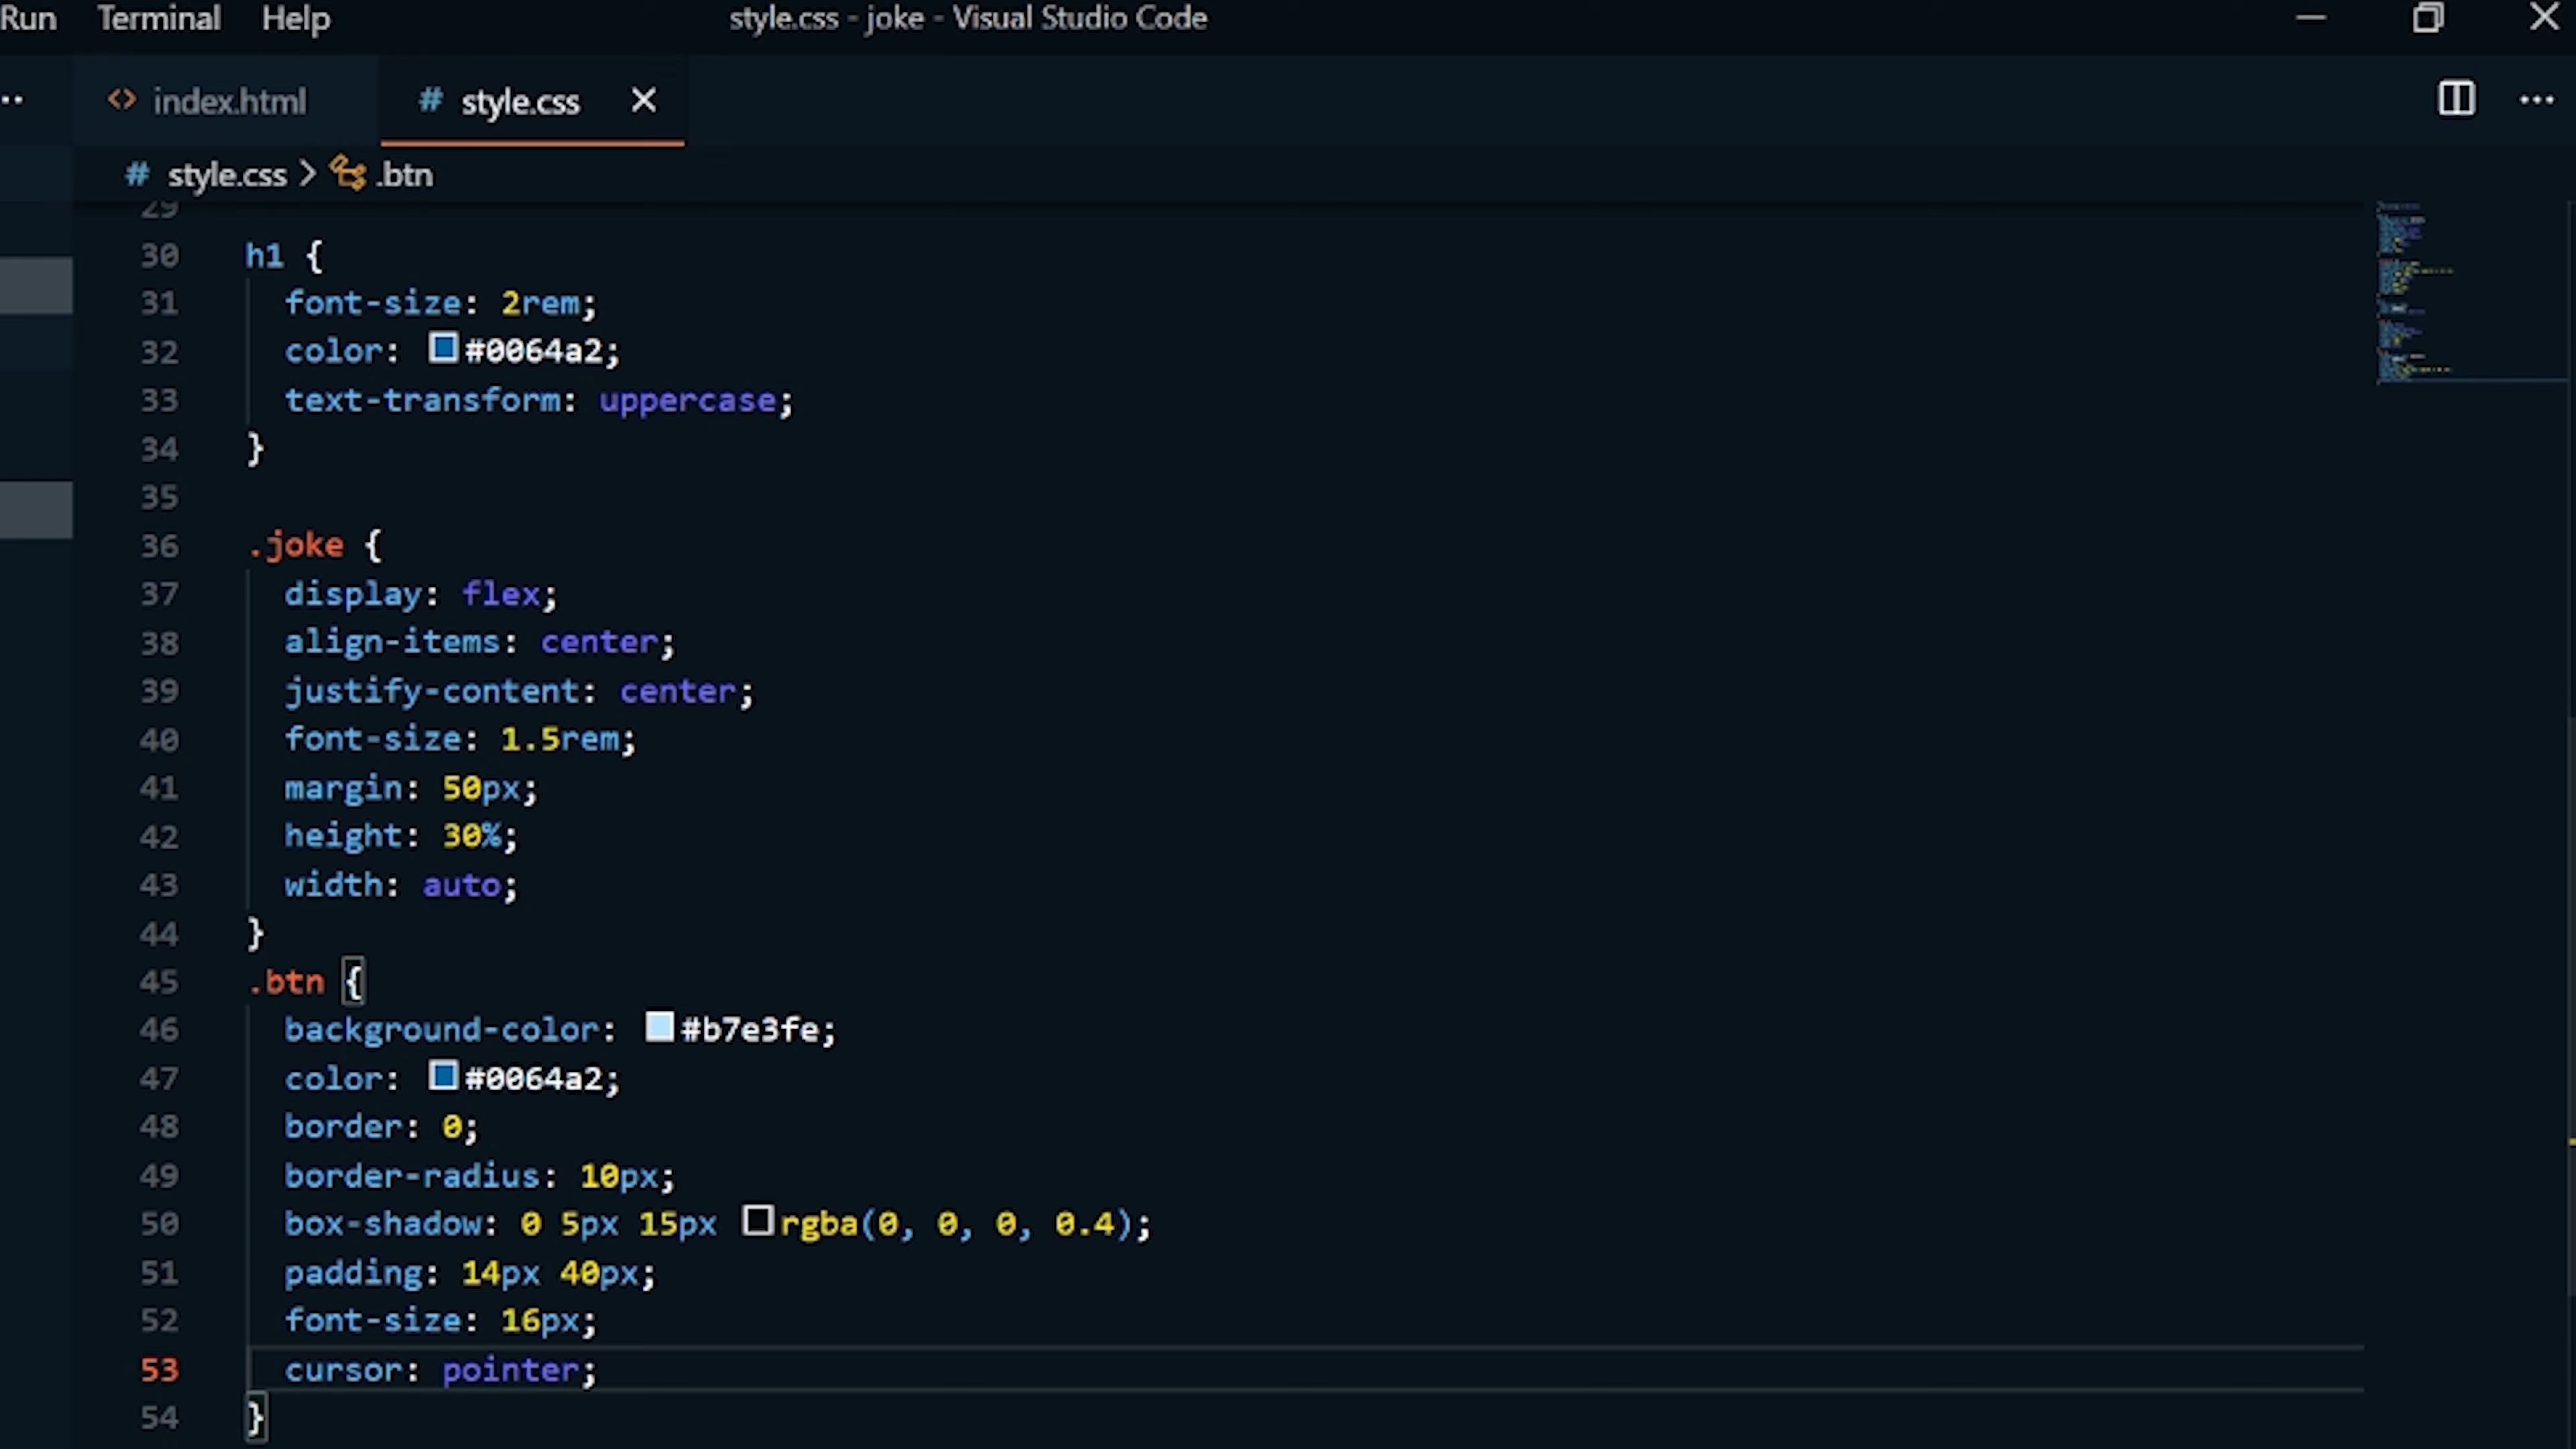 Run Terminal Help style.css - joke - Visual Studio Code
index.html # style.css
# style.css > .btn
29
30 h1 {
31 font-size: 2rem;
32 color: #0064a2;
33 text-transform: uppercase;
34 }
35
36 .joke {
37 display: flex;
38 align-items: center;
39 justify-content: center;
40 font-size: 1.5rem;
41 margin: 50px;
42 height: 30%;
43 width: auto;
44 }
45 .btn {
46 background-color: #b7e3fe;
47 color: #0064a2;
48 border: 0;
49 border-radius: 10px;
50 box-shadow: 0 5px 15px rgba(0, 0, 0, 0.4);
51 padding: 14px 40px;
52 font-size: 16px;
53 cursor: pointer;
54 }